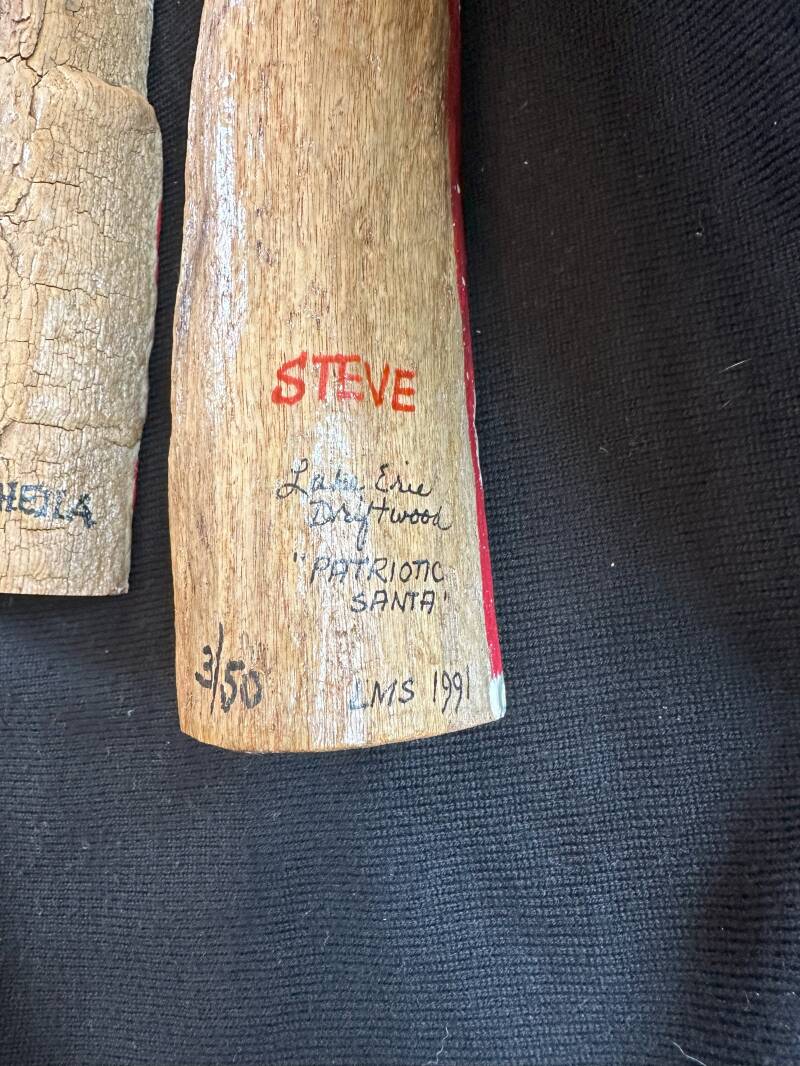 STEVE
Lake Erie
Driftwood
"PATRIOTIC
SANTA"
3/50
LMS 1991
HEILA